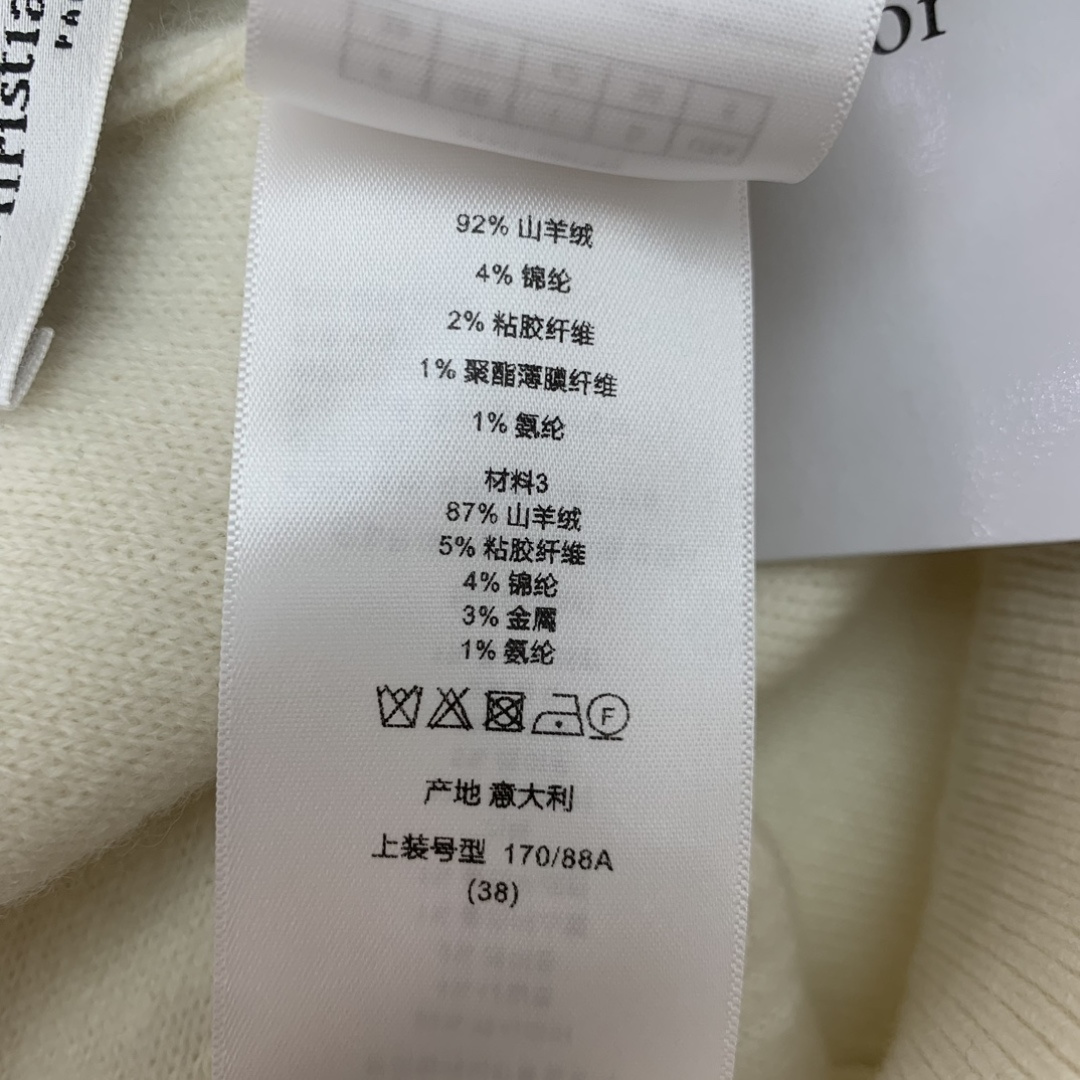 92% 山羊绒
4% 锦纶
2% 粘胶纤维
1% 聚酯薄膜纤维
1% 氨纶
材料3
87% 山羊绒
5% 粘胶纤维
4% 锦纶
3% 金属
1% 氨纶
F
产地 意大利
上装号型 170/88A
(38)
or